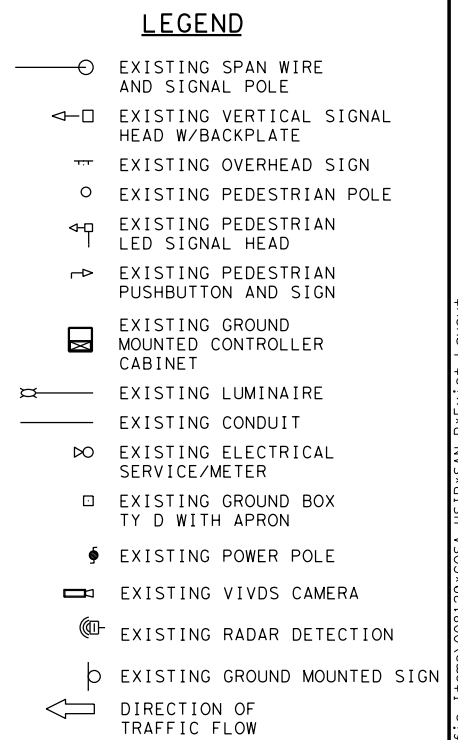 LEGEND
EXISTING SPAN WIRE
AND SIGNAL POLE
EXISTING VERTICAL SIGNAL
HEAD W/BACKPLATE
EXISTING OVERHEAD SIGN
EXISTING PEDESTRIAN POLE
EXISTING PEDESTRIAN
LED SIGNAL HEAD
EXISTING PEDESTRIAN
PUSHBUTTON AND SIGN
EXISTING GROUND
MOUNTED CONTROLLER
CABINET
EXISTING LUMINAIRE
EXISTING CONDUIT
EXISTING ELECTRICAL
SERVICE/METER
EXISTING GROUND BOX
TY D WITH APRON
EXISTING POWER POLE
EXISTING VIVDS CAMERA
EXISTING RADAR DETECTION
EXISTING GROUND MOUNTED SIGN
DIRECTION OF
TRAFFIC FLOW